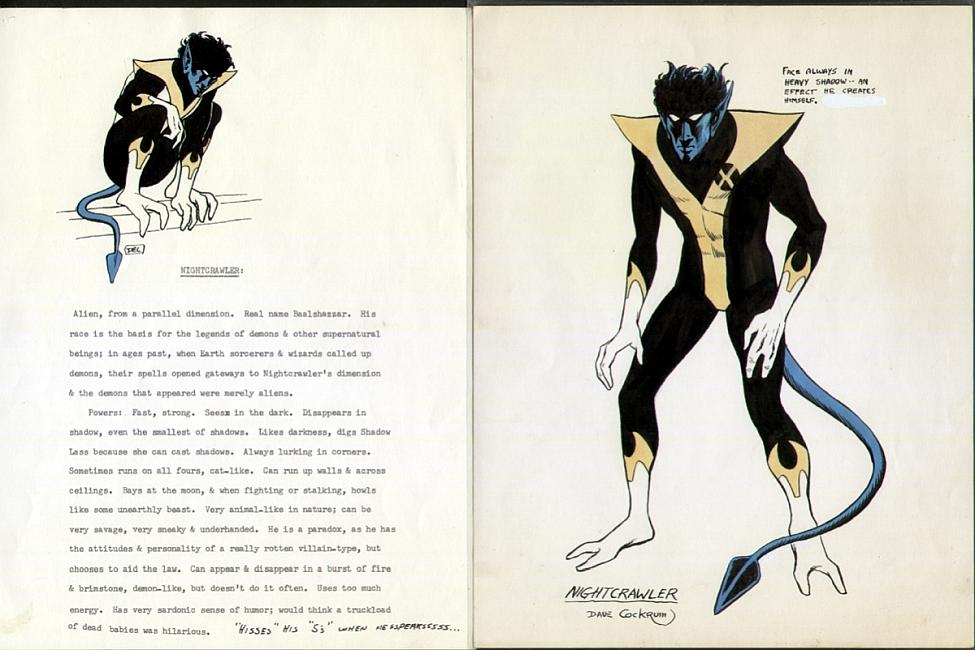 DEC
NIGHTCRAWLER:
Alien, from a parallel dimension. Real name Baalshazzar. His
race is the basis for the legends of demons & other supernatural
beings; in ages past, when Earth sorcerers & wizards called up
demons, their spells opened gateways to Nightcrawler's dimension
& the demons that appeared were merely aliens.
Powers: Fast, strong. Seesx in the dark. Disappears in
shadow, even the smallest of shadows. Likes darkness, digs Shadow
Lass because she can cast shadows. Always lurking in corners.
Sometimes runs on all fours, cat-like. Can run up walls & across
ceilings. Bays at the moon, & when fighting or stalking, howls
like some unearthly beast. Very animal-like in nature; can be
very savage, very sneaky & underhanded. He is a paradox, as he has
the attitudes & personality of a really rotten villain-type, but
chooses to aid the law. Can appear & disappear in a burst of fire
& brimstone, demon-like, but doesn't do it often. Uses too much
energy. Has very sardonic sense of humor; would think a truckload
of dead babies was hilarious. "HISSES" HIS "S's" WHEN HE SSPEAKSSSSS...
FACE ALWAYS IN
HEAVY SHADOW -- AN
EFFECT HE CREATES
HIMSELF.
X
NIGHTCRAWLER
DAVE COCKRUM